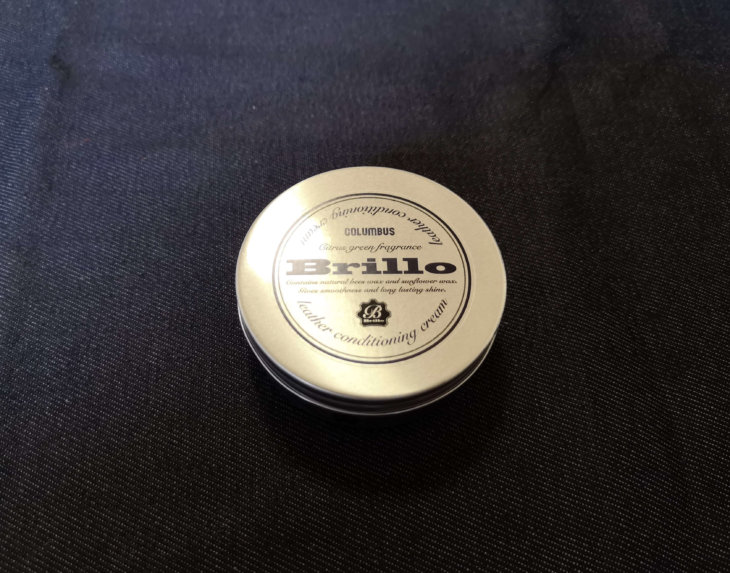 leather conditioning cream
COLUMBUS
Citrus green fragrance
Brillo
Contains natural bees wax and sunflower wax.
Gives smoothness and long lasting shine.
B
Brillo
leather conditioning cream